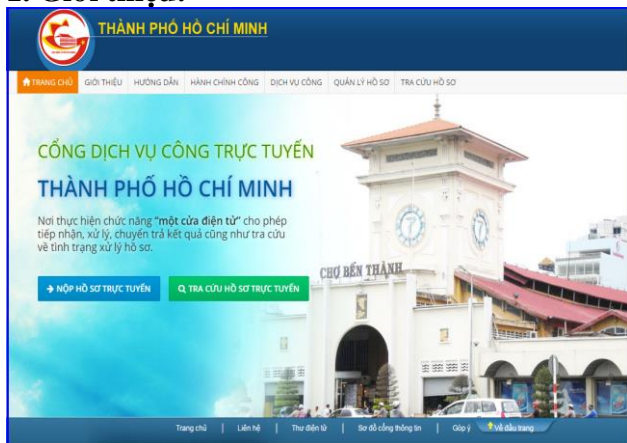 THÀNH PHỐ HỒ CHÍ MINH
TRANG CHỦ GIỚI THIỆU HƯỚNG DẪN HÀNH CHÍNH CÔNG DỊCH VỤ CÔNG QUẢN LÝ HỒ SƠ TRA CỨU HỒ SƠ
CỔNG DỊCH VỤ CÔNG TRỰC TUYẾN
THÀNH PHỐ HỒ CHÍ MINH
Nơi thực hiện chức năng "một cửa điện tử" cho phép
tiếp nhận, xử lý, chuyển trả kết quả cũng như tra cứu
về tình trạng xử lý hồ sơ.
CHỢ BẾN THÀNH
NỘP HỒ SƠ TRỰC TUYẾN TRA CỨU HỒ SƠ TRỰC TUYẾN
Trang chủ | Liên hệ | Thư điện tử | Sơ đồ cổng thông tin | Góp ý Về đầu trang